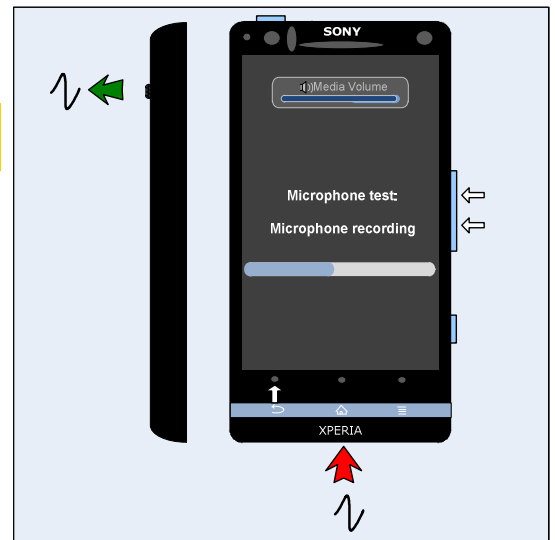 SONY
Media Volume
Microphone test:
Microphone recording
XPERIA